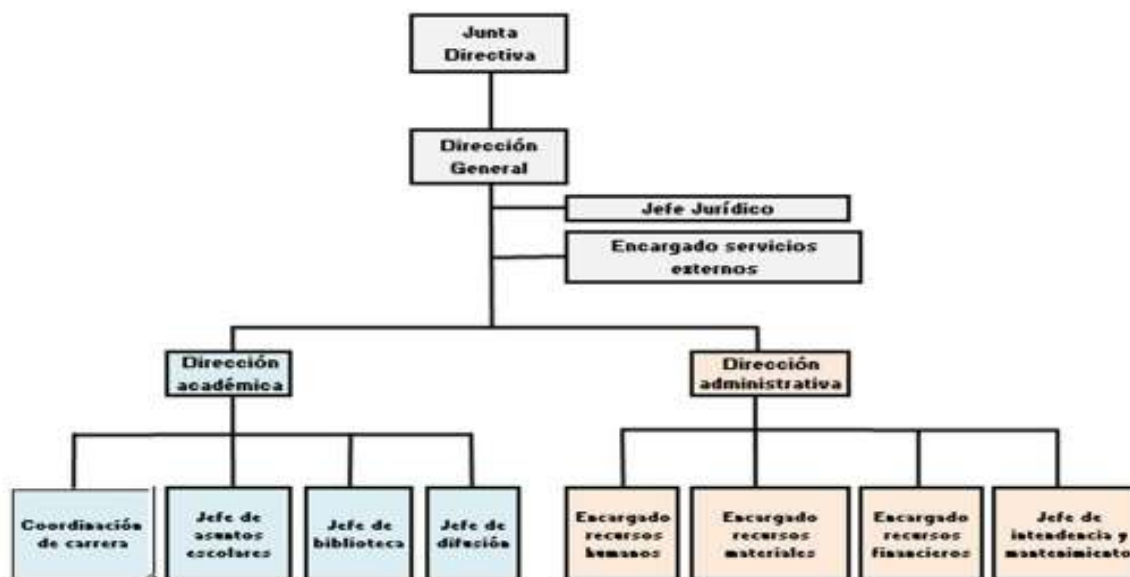 Junta
Directiva
Dirección
General
Jefe Jurídico
Encargado servicios
externos
Dirección
académica
Dirección
administrativa
Coordinación
de carrera
Jefe de
asuntos
escolares
Jefe de
biblioteca
Jefe de
difusión
Encargado
recursos
humanos
Encargado
recursos
materiales
Encargado
recursos
financieros
Jefe de
intendencia y
mantenimiento